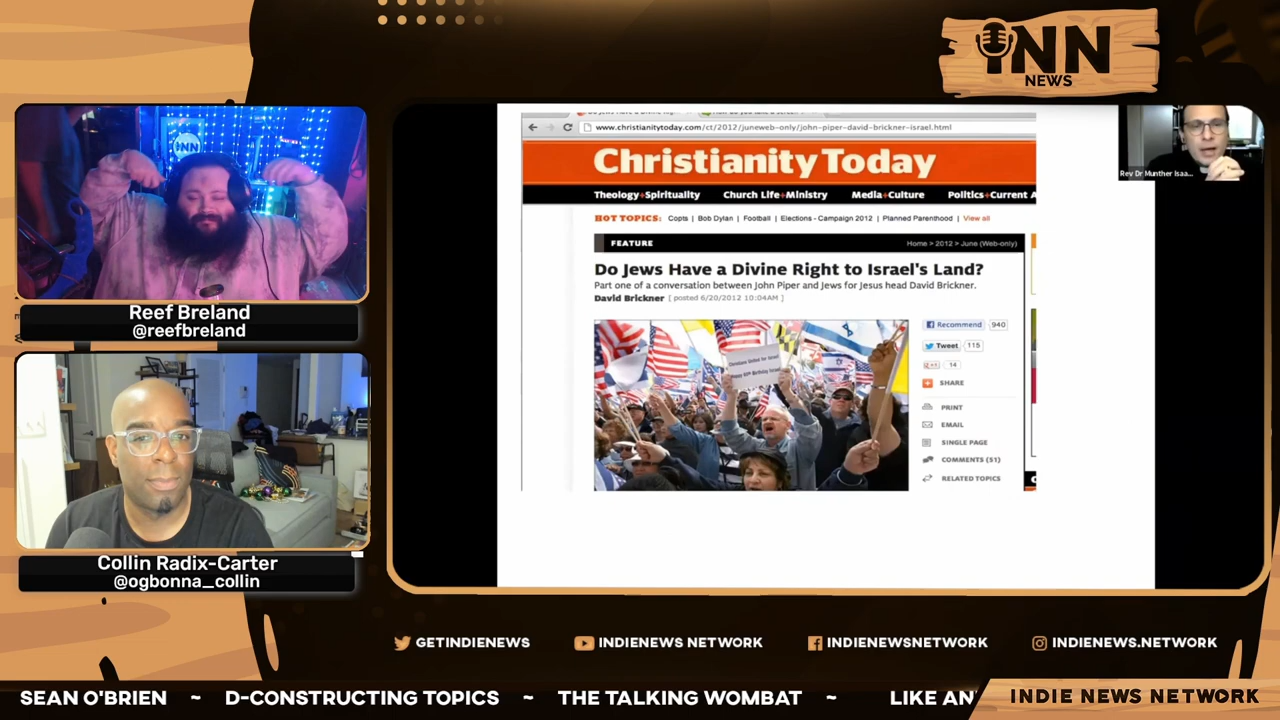 INN
NEWS
INN
Reef Breland
@reefbreland
Collin Radix-Carter
@ogbonna_collin
www.christianitytoday.com/ct/2012/juneweb-only/john-piper-david-brickner-israel.html
Christianity Today
Theology+Spirituality Church Life+Ministry Media+Culture Politics+Current A
HOT TOPICS: Copts | Bob Dylan | Football | Elections - Campaign 2012 | Planned Parenthood | View all
FEATURE Home > 2012 > June (Web-only)
Do Jews Have a Divine Right to Israel's Land?
Part one of a conversation between John Piper and Jews for Jesus head David Brickner.
David Brickner [ posted 6/20/2012 10:04AM ]
Recommend 940
Tweet 115
+1 14
SHARE
PRINT
EMAIL
SINGLE PAGE
COMMENTS (51)
RELATED TOPICS
Rev Dr Munther Isaa...
GETINDIENEWS INDIENEWS NETWORK INDIENEWSNETWORK INDIENEWS.NETWORK
SEAN O'BRIEN ~ D-CONSTRUCTING TOPICS ~ THE TALKING WOMBAT ~ LIKE AN
INDIE NEWS NETWORK